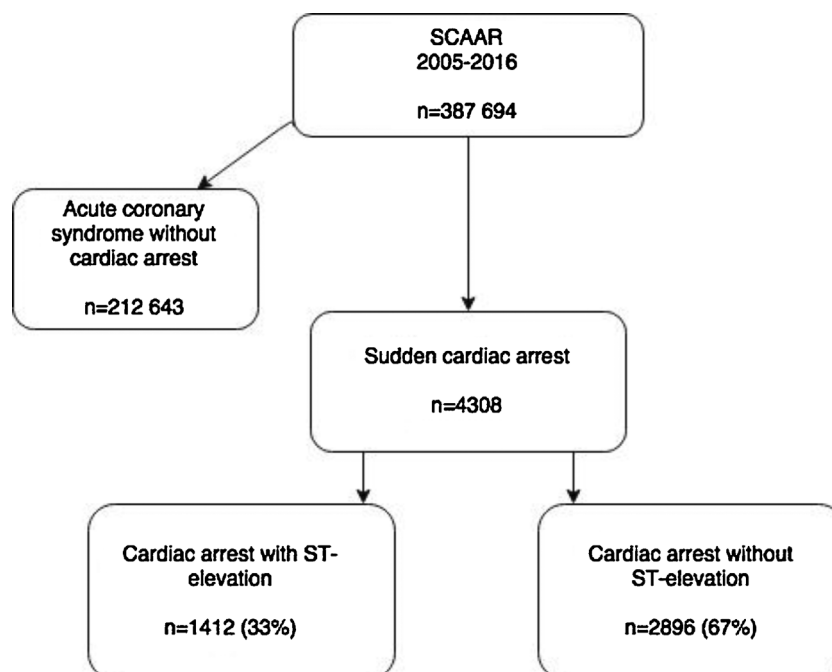 SCAAR
2005-2016
n=387 694
Acute coronary
syndrome without
cardiac arrest
n=212 643
Sudden cardiac arrest
n=4308
Cardiac arrest with ST-
elevation
n=1412 (33%)
Cardiac arrest without
ST-elevation
n=2896 (67%)